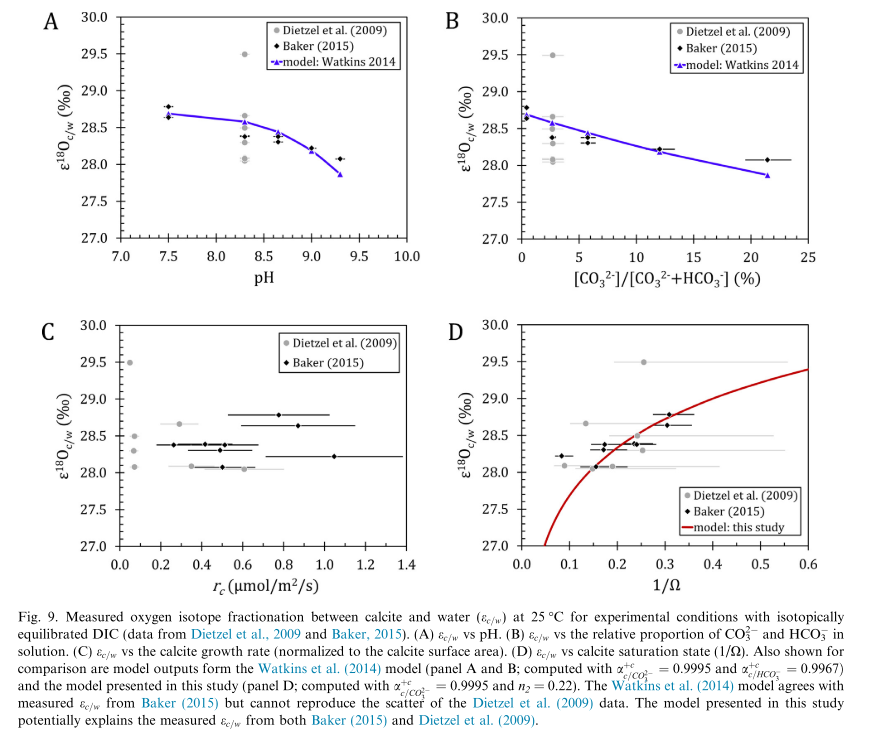 A
30.0
29.5
29.0
28.5
28.0
27.5
27.0
ε18Oc/w (‰)
7.0 7.5 8.0 8.5 9.0 9.5 10.0
pH
Dietzel et al. (2009)
Baker (2015)
model: Watkins 2014
B
30.0
29.5
29.0
28.5
28.0
27.5
27.0
ε18Oc/w (‰)
0 5 10 15 20 25
[CO32-]/[CO32-+HCO3-] (%)
Dietzel et al. (2009)
Baker (2015)
model: Watkins 2014
C
30.0
29.5
29.0
28.5
28.0
27.5
27.0
ε18Oc/w (‰)
0.0 0.2 0.4 0.6 0.8 1.0 1.2 1.4
rc (μmol/m2/s)
Dietzel et al. (2009)
Baker (2015)
D
30.0
29.5
29.0
28.5
28.0
27.5
27.0
ε18Oc/w (‰)
0 0.1 0.2 0.3 0.4 0.5 0.6
1/Ω
Dietzel et al. (2009)
Baker (2015)
model: this study
Fig. 9. Measured oxygen isotope fractionation between calcite and water (εc/w) at 25 °C for experimental conditions with isotopically
equilibrated DIC (data from Dietzel et al., 2009 and Baker, 2015). (A) εc/w vs pH. (B) εc/w vs the relative proportion of CO32− and HCO3− in
solution. (C) εc/w vs the calcite growth rate (normalized to the calcite surface area). (D) εc/w vs calcite saturation state (1/Ω). Also shown for
comparison are model outputs form the Watkins et al. (2014) model (panel A and B; computed with α+c c/CO32− = 0.9995 and α+c c/HCO3− = 0.9967)
and the model presented in this study (panel D; computed with α+c c/CO32− = 0.9995 and n2 = 0.22). The Watkins et al. (2014) model agrees with
measured εc/w from Baker (2015) but cannot reproduce the scatter of the Dietzel et al. (2009) data. The model presented in this study
potentially explains the measured εc/w from both Baker (2015) and Dietzel et al. (2009).